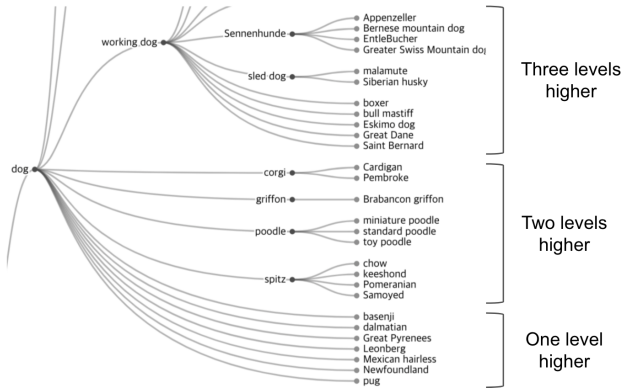 Appenzeller
Sennenhunde
Bernese mountain dog
EntleBucher
Greater Swiss Mountain dog
working dog
malamute
sled dog
Siberian husky
Three levels
higher
boxer
bull mastiff
Eskimo dog
Great Dane
Saint Bernard
dog
Cardigan
corgi
Pembroke
griffon
Brabancon griffon
miniature poodle
poodle
standard poodle
toy poodle
Two levels
higher
chow
spitz
keeshond
Pomeranian
Samoyed
basenji
dalmatian
Great Pyrenees
Leonberg
Mexican hairless
Newfoundland
pug
One level
higher